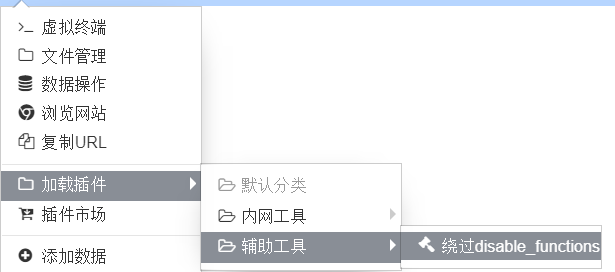 虚拟终端
文件管理
数据操作
浏览网站
复制URL
加载插件
插件市场
添加数据
默认分类
内网工具
辅助工具
绕过disable_functions